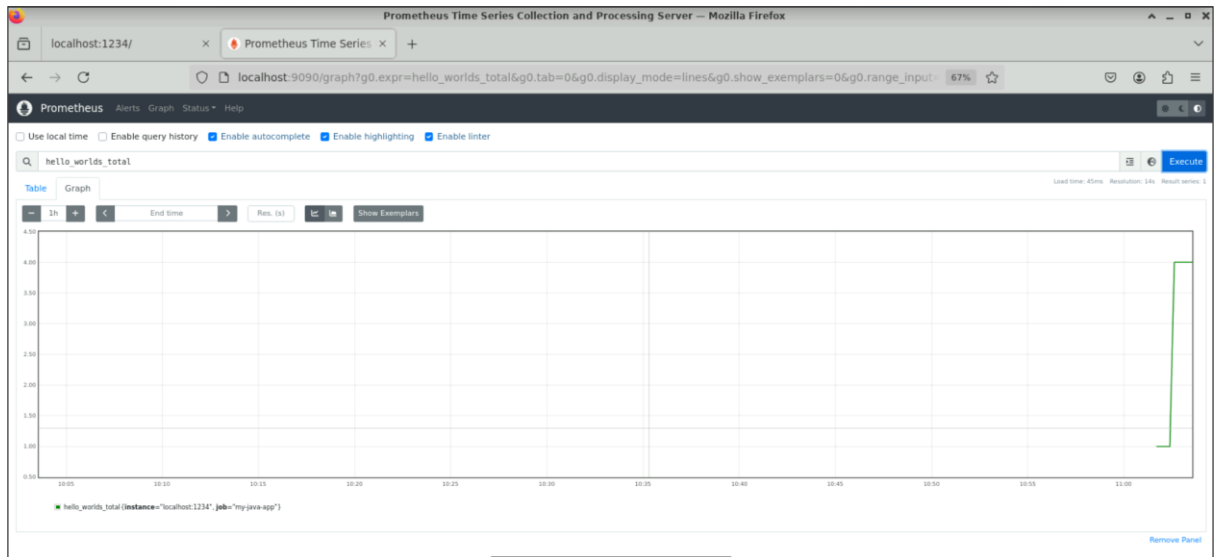 Prometheus Time Series Collection and Processing Server — Mozilla Firefox
localhost:1234/ × Prometheus Time Series × +
localhost:9090/graph?g0.expr=hello_worlds_total&g0.tab=0&g0.display_mode=lines&g0.show_exemplars=0&g0.range_input= 67%
Prometheus Alerts Graph Status Help
Use local time Enable query history Enable autocomplete Enable highlighting Enable linter
hello_worlds_total Execute
Table Graph Load time: 45ms Resolution: 14s Result series: 1
− 1h + < End time > Res. (s) Show Exemplars
4.50
4.00
3.50
3.00
2.50
2.00
1.50
1.00
0.50
10:05 10:10 10:15 10:20 10:25 10:30 10:35 10:40 10:45 10:50 10:55 11:00
hello_worlds_total{instance="localhost:1234", job="my-java-app"}
Remove Panel